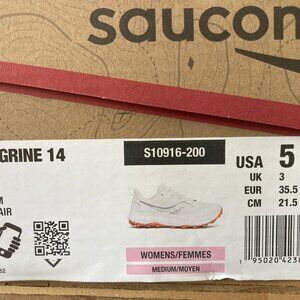 saucon
GRINE 14
S10916-200
USA 5
UK 3
EUR 35.5
CM 21.5
AIR
WOMENS/FEMMES
MEDIUM/MOYEN